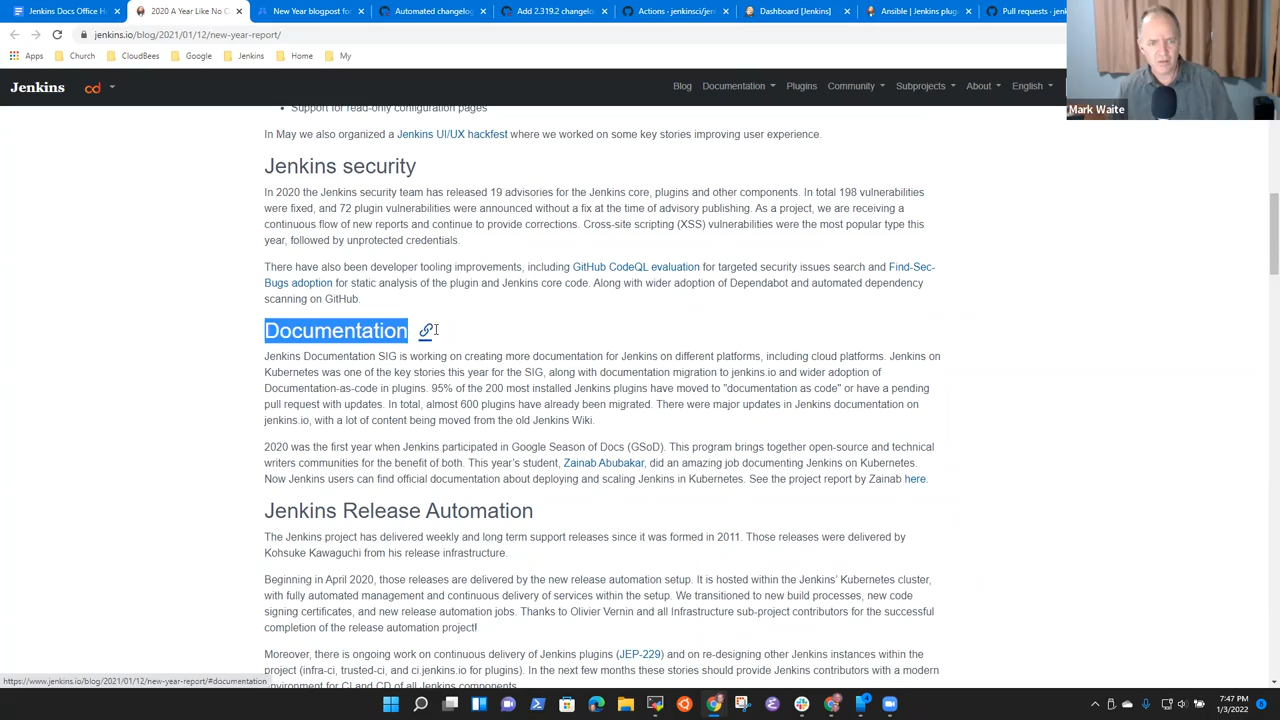 Jenkins Docs Office H
2020 A Year Like No C
New Year blogpost for
Automated changelog
Add 2.319.2 changelo
Actions · jenkinsci/jen
Dashboard [Jenkins]
Ansible | Jenkins plug
Pull requests · jenk
jenkins.io/blog/2021/01/12/new-year-report/
Apps Church CloudBees Google Jenkins Home My
Mark Waite
Jenkins cd Blog Documentation Plugins Community Subprojects About English
Support for read-only configuration pages
In May we also organized a Jenkins UI/UX hackfest where we worked on some key stories improving user experience.
Jenkins security
In 2020 the Jenkins security team has released 19 advisories for the Jenkins core, plugins and other components. In total 198 vulnerabilities
were fixed, and 72 plugin vulnerabilities were announced without a fix at the time of advisory publishing. As a project, we are receiving a
continuous flow of new reports and continue to provide corrections. Cross-site scripting (XSS) vulnerabilities were the most popular type this
year, followed by unprotected credentials.
There have also been developer tooling improvements, including GitHub CodeQL evaluation for targeted security issues search and Find-Sec-
Bugs adoption for static analysis of the plugin and Jenkins core code. Along with wider adoption of Dependabot and automated dependency
scanning on GitHub.
Documentation
Jenkins Documentation SIG is working on creating more documentation for Jenkins on different platforms, including cloud platforms. Jenkins on
Kubernetes was one of the key stories this year for the SIG, along with documentation migration to jenkins.io and wider adoption of
Documentation-as-code in plugins. 95% of the 200 most installed Jenkins plugins have moved to "documentation as code" or have a pending
pull request with updates. In total, almost 600 plugins have already been migrated. There were major updates in Jenkins documentation on
jenkins.io, with a lot of content being moved from the old Jenkins Wiki.
2020 was the first year when Jenkins participated in Google Season of Docs (GSoD). This program brings together open-source and technical
writers communities for the benefit of both. This year's student, Zainab Abubakar, did an amazing job documenting Jenkins on Kubernetes.
Now Jenkins users can find official documentation about deploying and scaling Jenkins in Kubernetes. See the project report by Zainab here.
Jenkins Release Automation
The Jenkins project has delivered weekly and long term support releases since it was formed in 2011. Those releases were delivered by
Kohsuke Kawaguchi from his release infrastructure.
Beginning in April 2020, those releases are delivered by the new release automation setup. It is hosted within the Jenkins' Kubernetes cluster,
with fully automated management and continuous delivery of services within the setup. We transitioned to new build processes, new code
signing certificates, and new release automation jobs. Thanks to Olivier Vernin and all Infrastructure sub-project contributors for the successful
completion of the release automation project!
Moreover, there is ongoing work on continuous delivery of Jenkins plugins (JEP-229) and on re-designing other Jenkins instances within the
project (infra-ci, trusted-ci, and ci jenkins io for plugins). In the next few months these stories should provide Jenkins contributors with a modern
environment for CI and CD of all Jenkins components
https://www.jenkins.io/blog/2021/01/12/new-year-report/#documentation
7:47 PM
1/3/2022